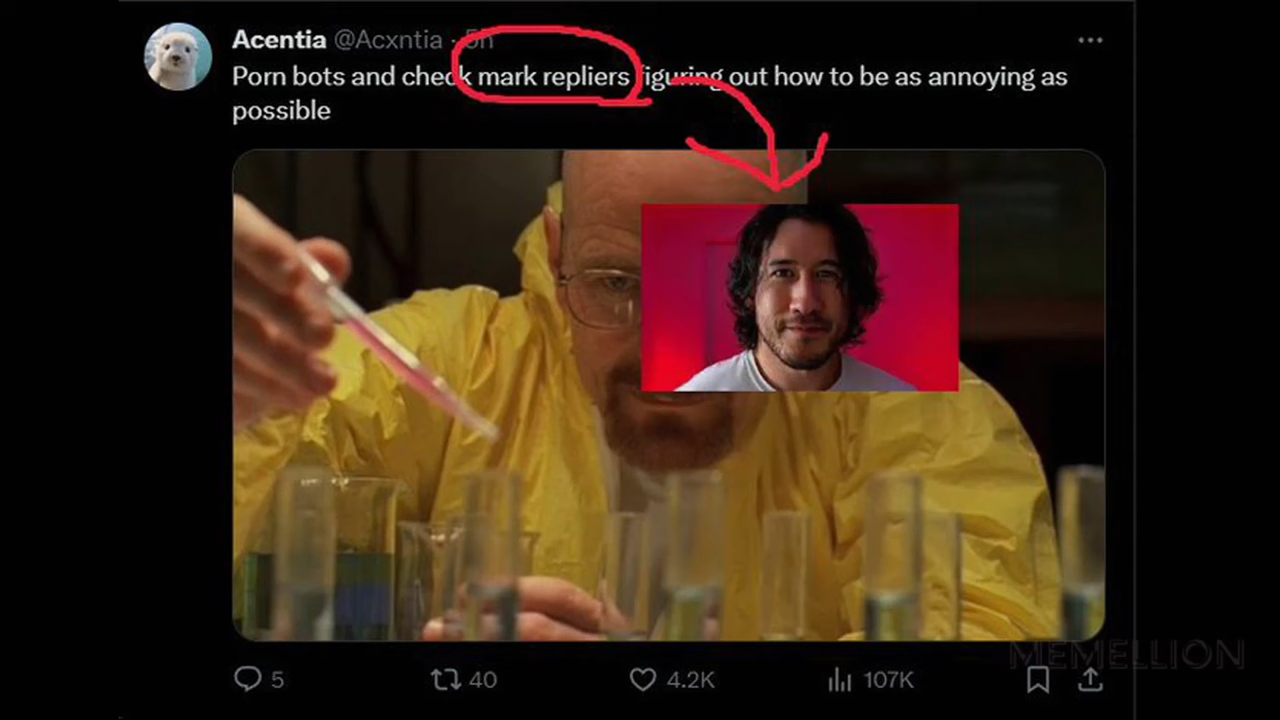 Acentia @Acxntia · 5h
Porn bots and check mark repliers figuring out how to be as annoying as
possible
5 40 4.2K 107K
MEMELLION